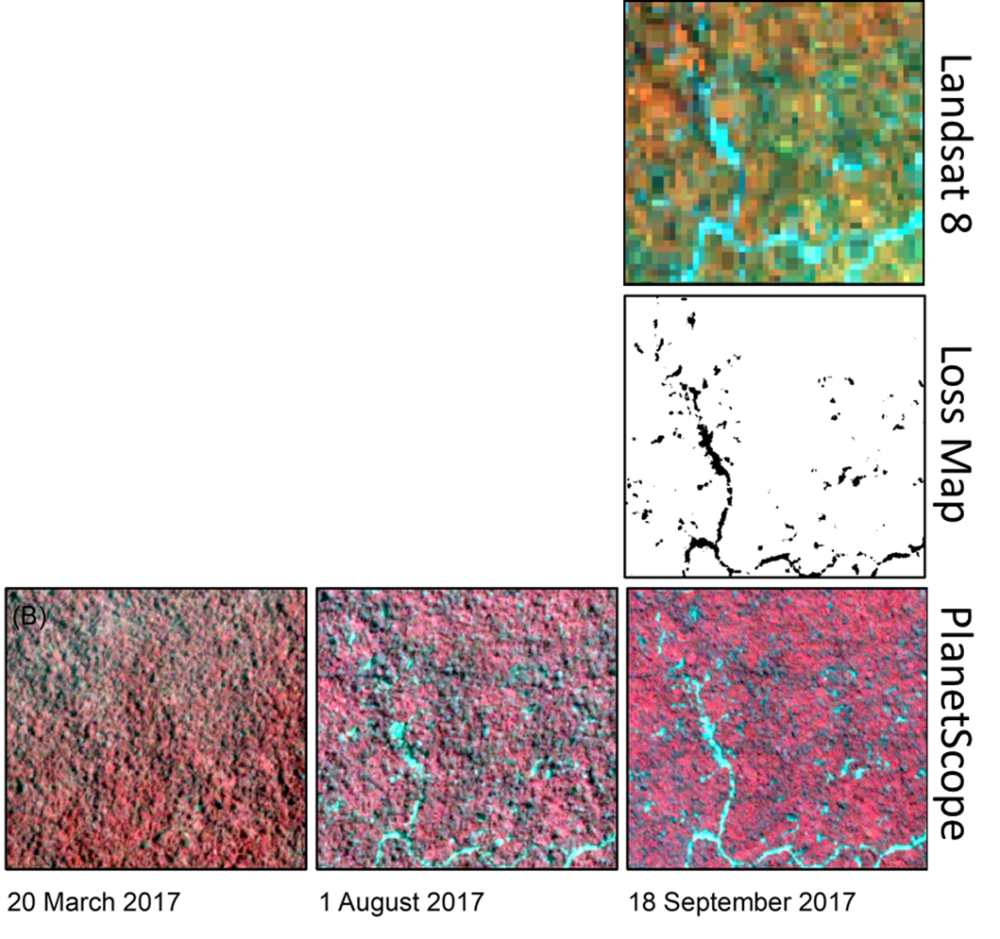 Landsat 8
Loss Map
PlanetScope
(B)
20 March 2017
1 August 2017
18 September 2017